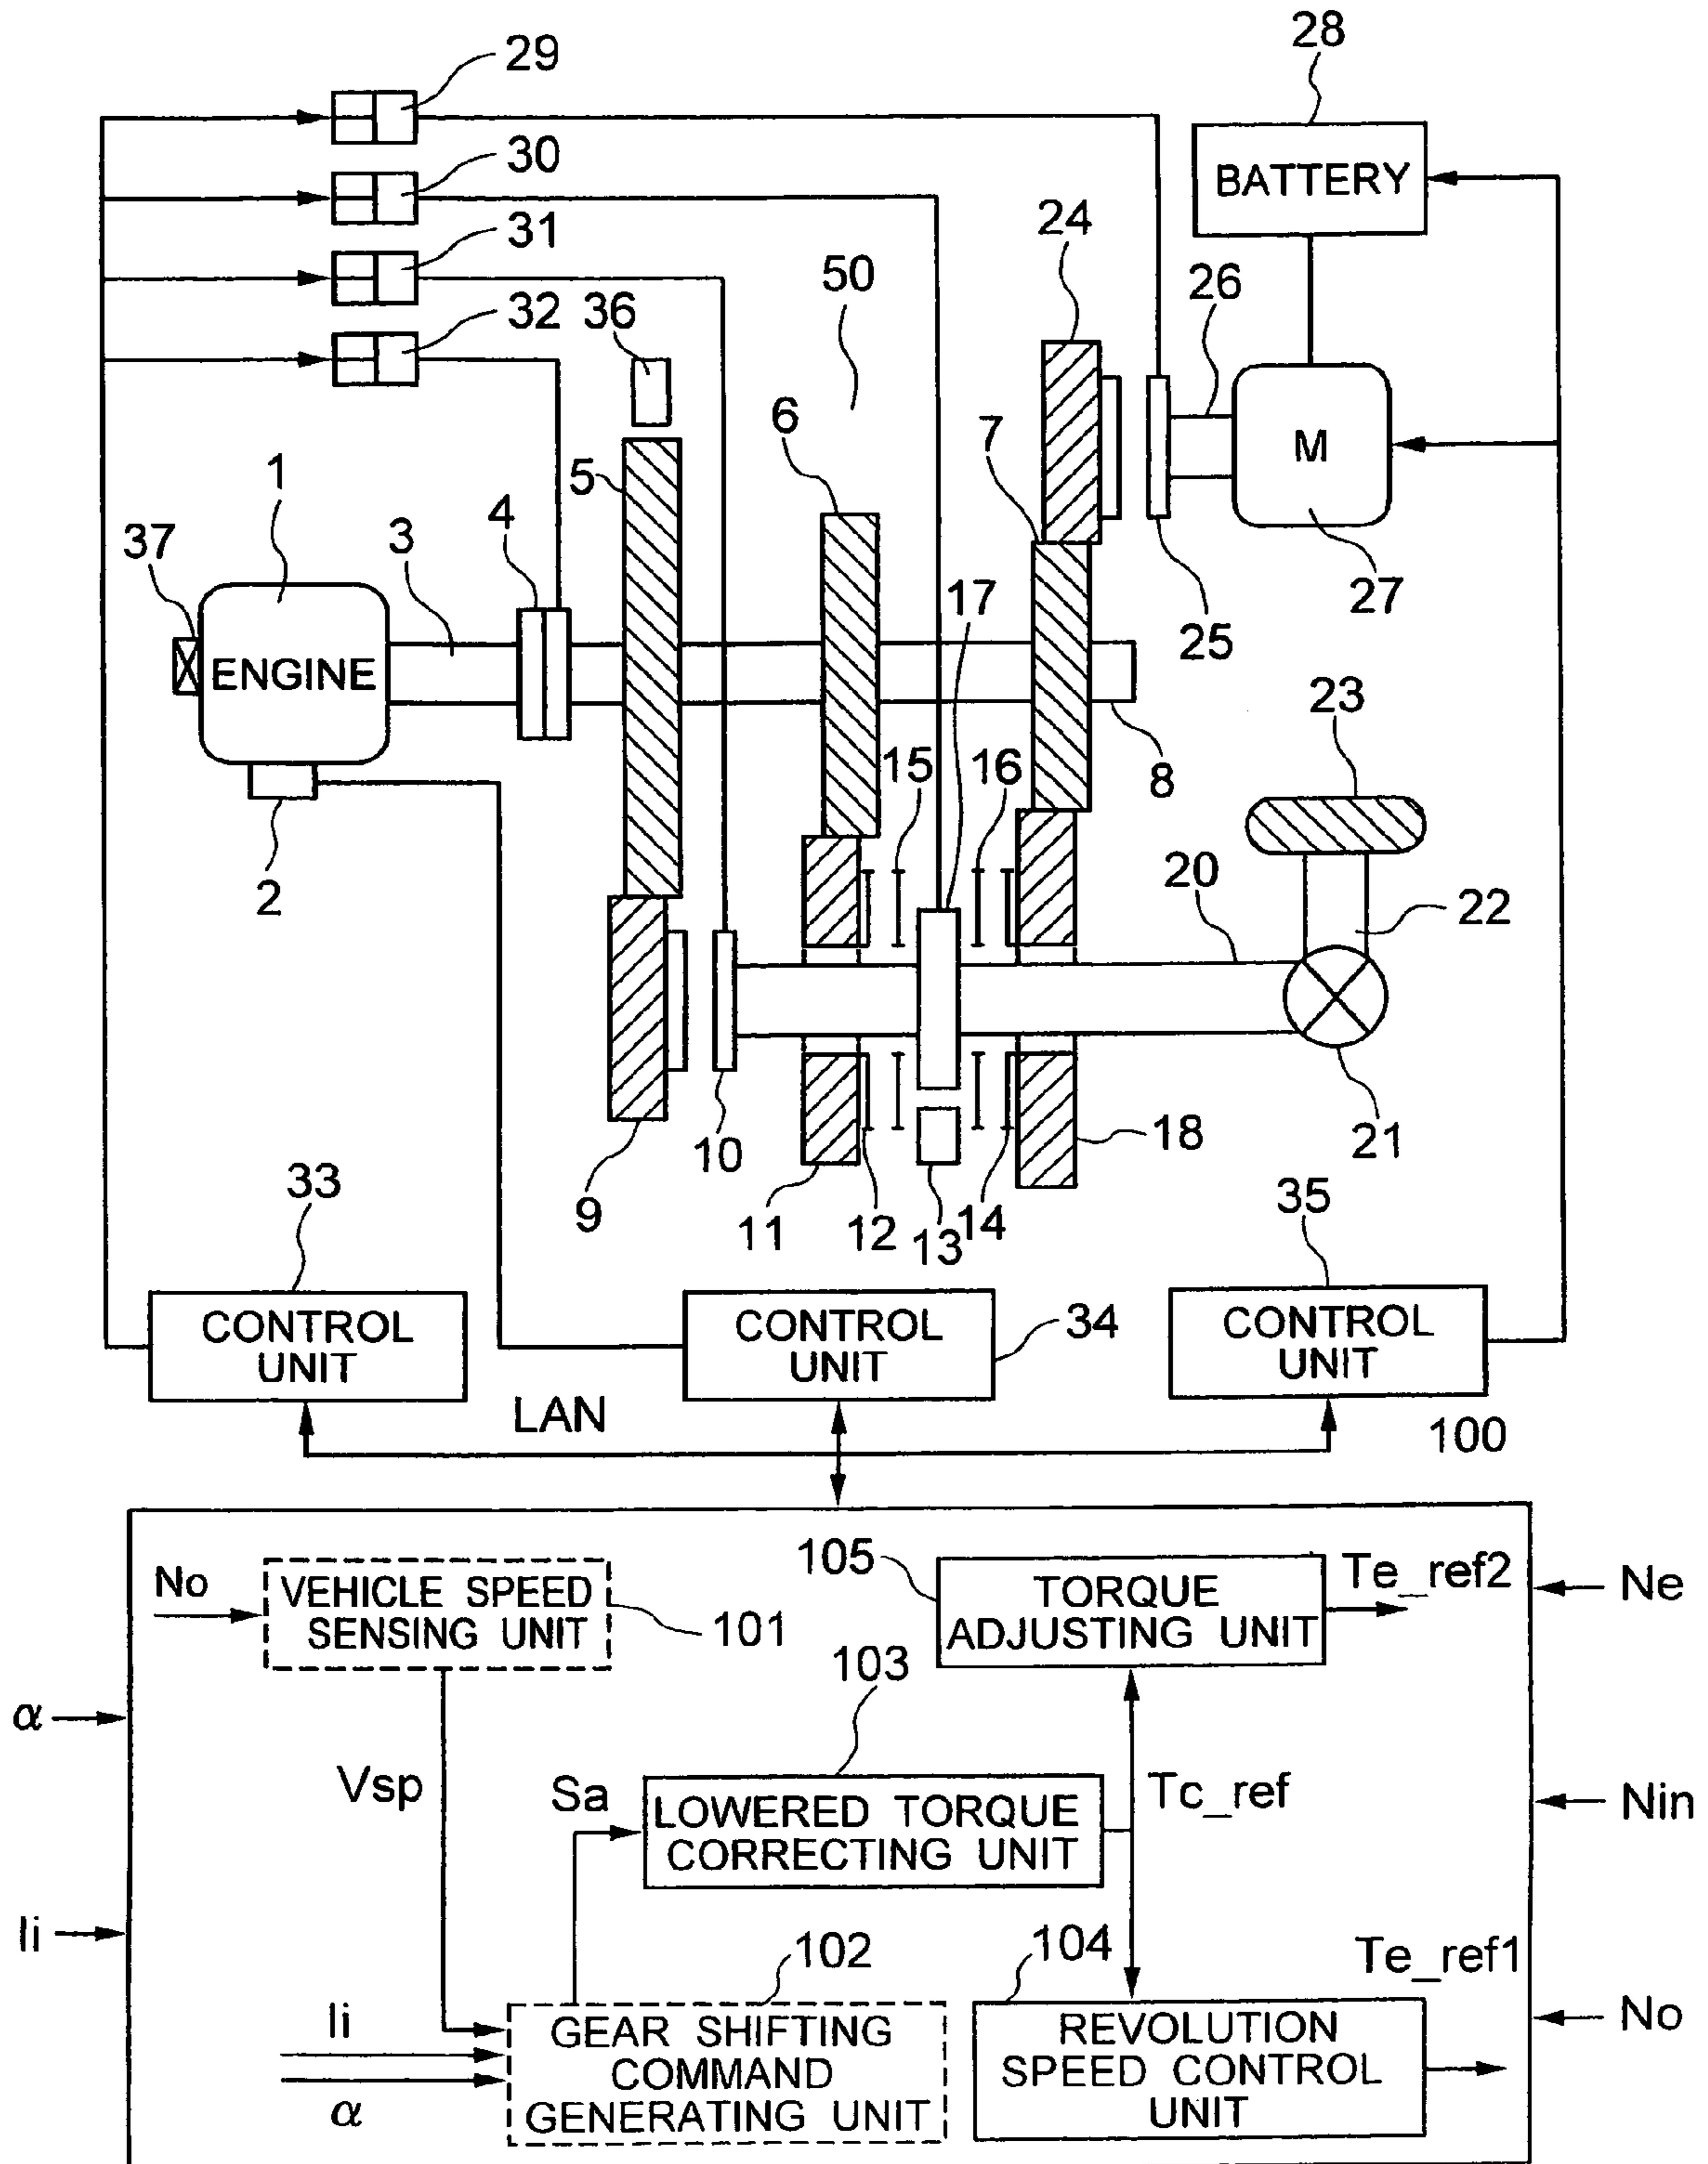 29
28
30
BATTERY
31
24
50
26
32
36
6
7
M
5
1
4
3
37
27
17
25
ENGINE
23
15
16
8
2
20
22
10
18
21
9
11
12
13
14
33
35
CONTROL
UNIT
CONTROL
UNIT
34
CONTROL
UNIT
LAN
100
105
Te_ref2
No
VEHICLE SPEED
SENSING UNIT
101
TORQUE
ADJUSTING UNIT
Ne
103
α
Vsp
Sa
LOWERED TORQUE
CORRECTING UNIT
Tc_ref
Nin
Ii
102
104
Te_ref1
Ii
α
GEAR SHIFTING
COMMAND
GENERATING UNIT
REVOLUTION
SPEED CONTROL
UNIT
No